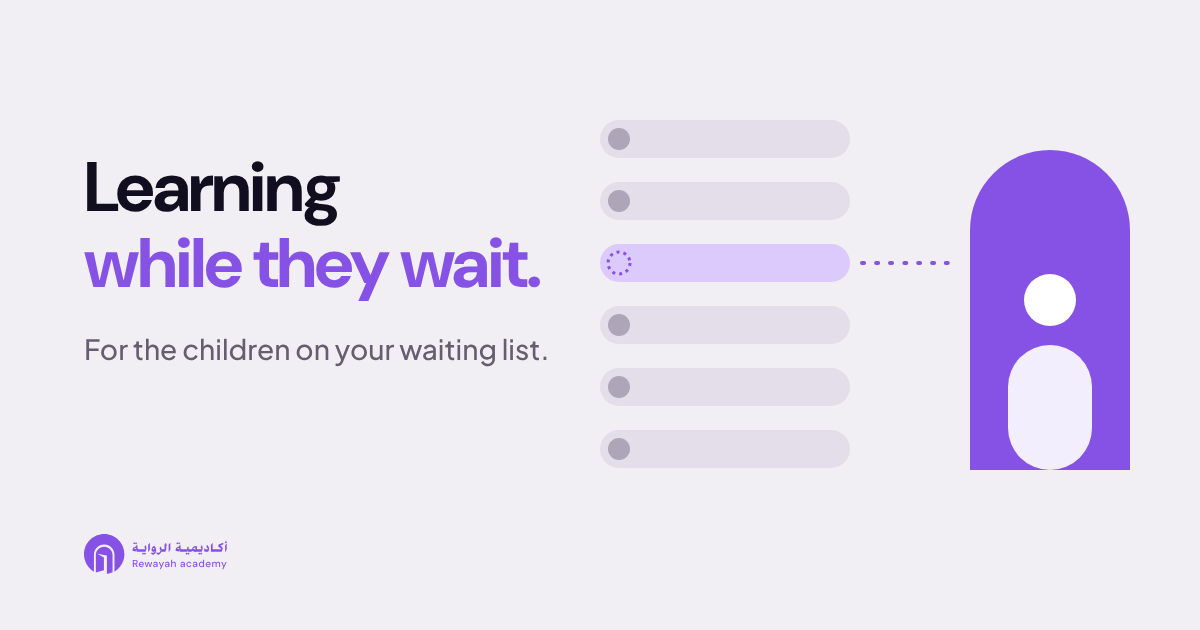 Learning
while they wait.
For the children on your waiting list.
أكاديمية الرواية
Rewayah academy